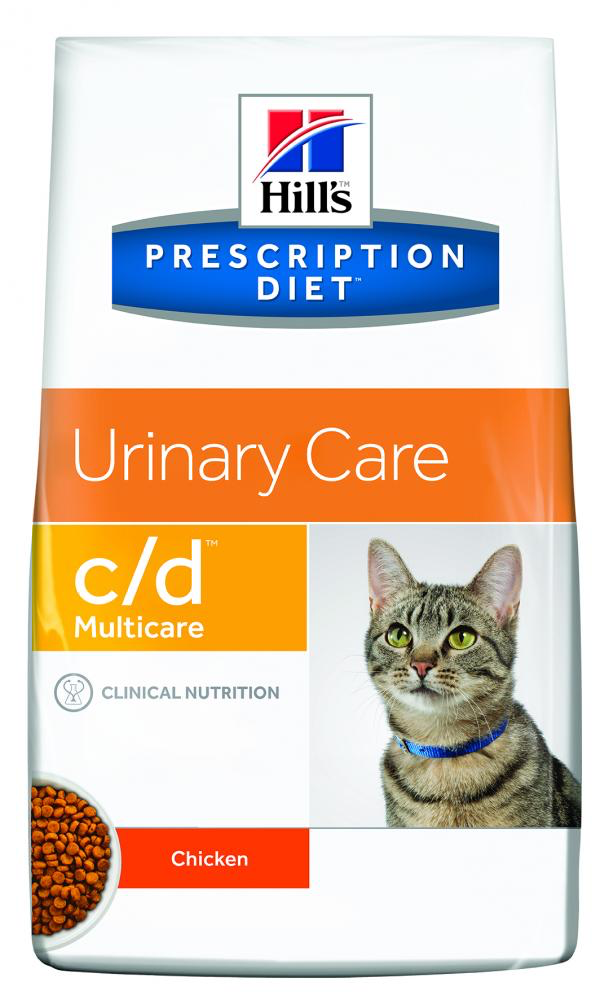 Hill's™
PRESCRIPTION
DIET™
Urinary Care
c/d™
Multicare
CLINICAL NUTRITION
Chicken